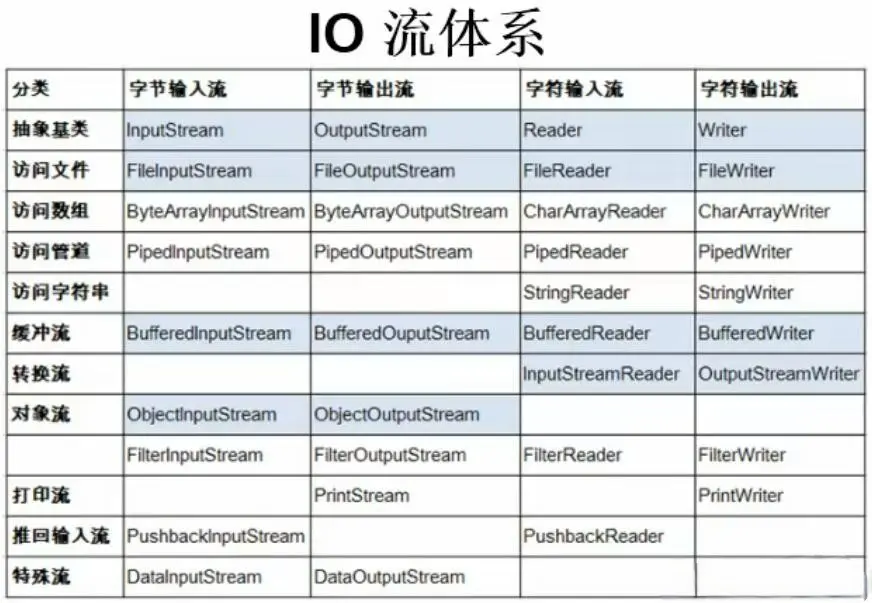 IO 流体系
分类 字节输入流 字节输出流 字符输入流 字符输出流
抽象基类 InputStream OutputStream Reader Writer
访问文件 FileInputStream FileOutputStream FileReader FileWriter
访问数组 ByteArrayInputStream ByteArrayOutputStream CharArrayReader CharArrayWriter
访问管道 PipedInputStream PipedOutputStream PipedReader PipedWriter
访问字符串 StringReader StringWriter
缓冲流 BufferedInputStream BufferedOuputStream BufferedReader BufferedWriter
转换流 InputStreamReader OutputStreamWriter
对象流 ObjectInputStream ObjectOutputStream
FilterInputStream FilterOutputStream FilterReader FilterWriter
打印流 PrintStream PrintWriter
推回输入流 PushbackInputStream PushbackReader
特殊流 DataInputStream DataOutputStream